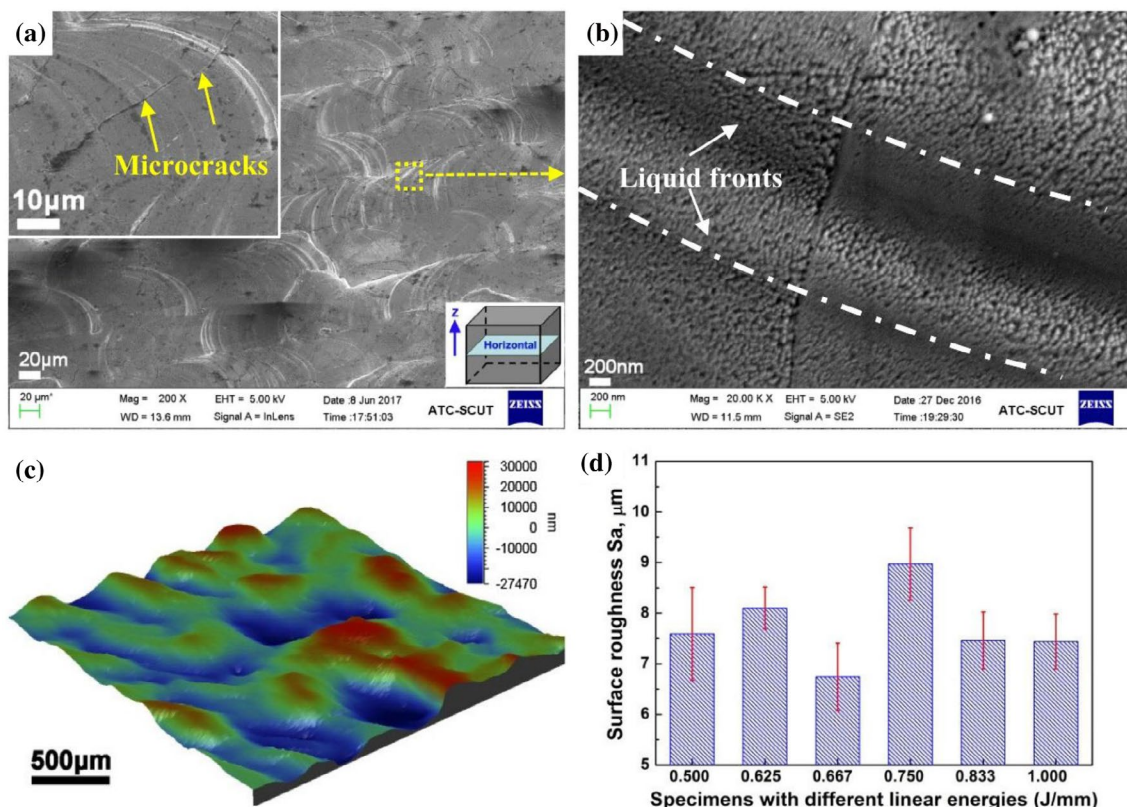 (a)
Microcracks
10μm
20μm
Z
Horizontal
20 μm*
Mag = 200 X
EHT = 5.00 kV
Date :8 Jun 2017
WD = 13.6 mm
Signal A = InLens
Time :17:51:03
ATC-SCUT
ZEISS
(b)
Liquid fronts
200nm
200 nm
Mag = 20.00 K X
EHT = 5.00 kV
Date :27 Dec 2016
WD = 11.5 mm
Signal A = SE2
Time :19:29:30
ATC-SCUT
ZEISS
(c)
30000
20000
10000
0
-10000
-27470
nm
500μm
(d)
Surface roughness Sa, μm
11
10
9
8
7
6
5
0.500 0.625 0.667 0.750 0.833 1.000
Specimens with different linear energies (J/mm)